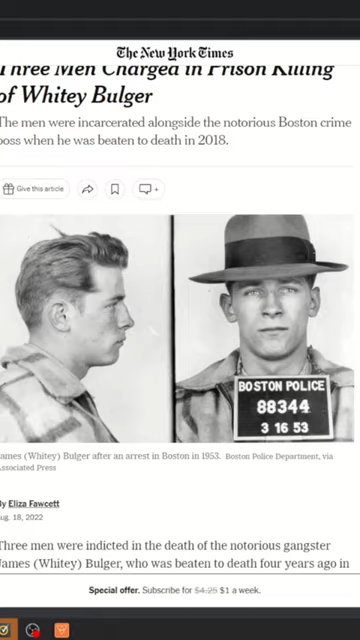 The New York Times
Three Men Charged in Prison Killing
of Whitey Bulger
The men were incarcerated alongside the notorious Boston crime
boss when he was beaten to death in 2018.
Give this article
+
BOSTON POLICE
88344
3 16 53
James (Whitey) Bulger after an arrest in Boston in 1953. Boston Police Department, via
Associated Press
By Eliza Fawcett
Aug. 18, 2022
Three men were indicted in the death of the notorious gangster
James (Whitey) Bulger, who was beaten to death four years ago in
Special offer. Subscribe for $4.25 $1 a week.